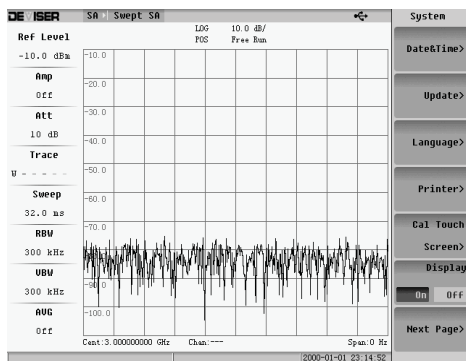 DEVISER SA Swept SA System
LOG 10.0 dB/
POS Free Run
Ref Level
-10.0 dBm
Amp
Off
Att
10 dB
Trace
W - - - - -
Sweep
32.0 ms
RBW
300 kHz
VBW
300 kHz
AVG
Off
-10.0
-20.0
-30.0
-40.0
-50.0
-60.0
-70.0
-90.0
-100.0
Cent:3.000000000 GHz Chan:--- Span:0 Hz
2000-01-01 23:14:52
Date&Time>
Update>
Language>
Printer>
Cal Touch
Screen>
Display
On Off
Next Page>